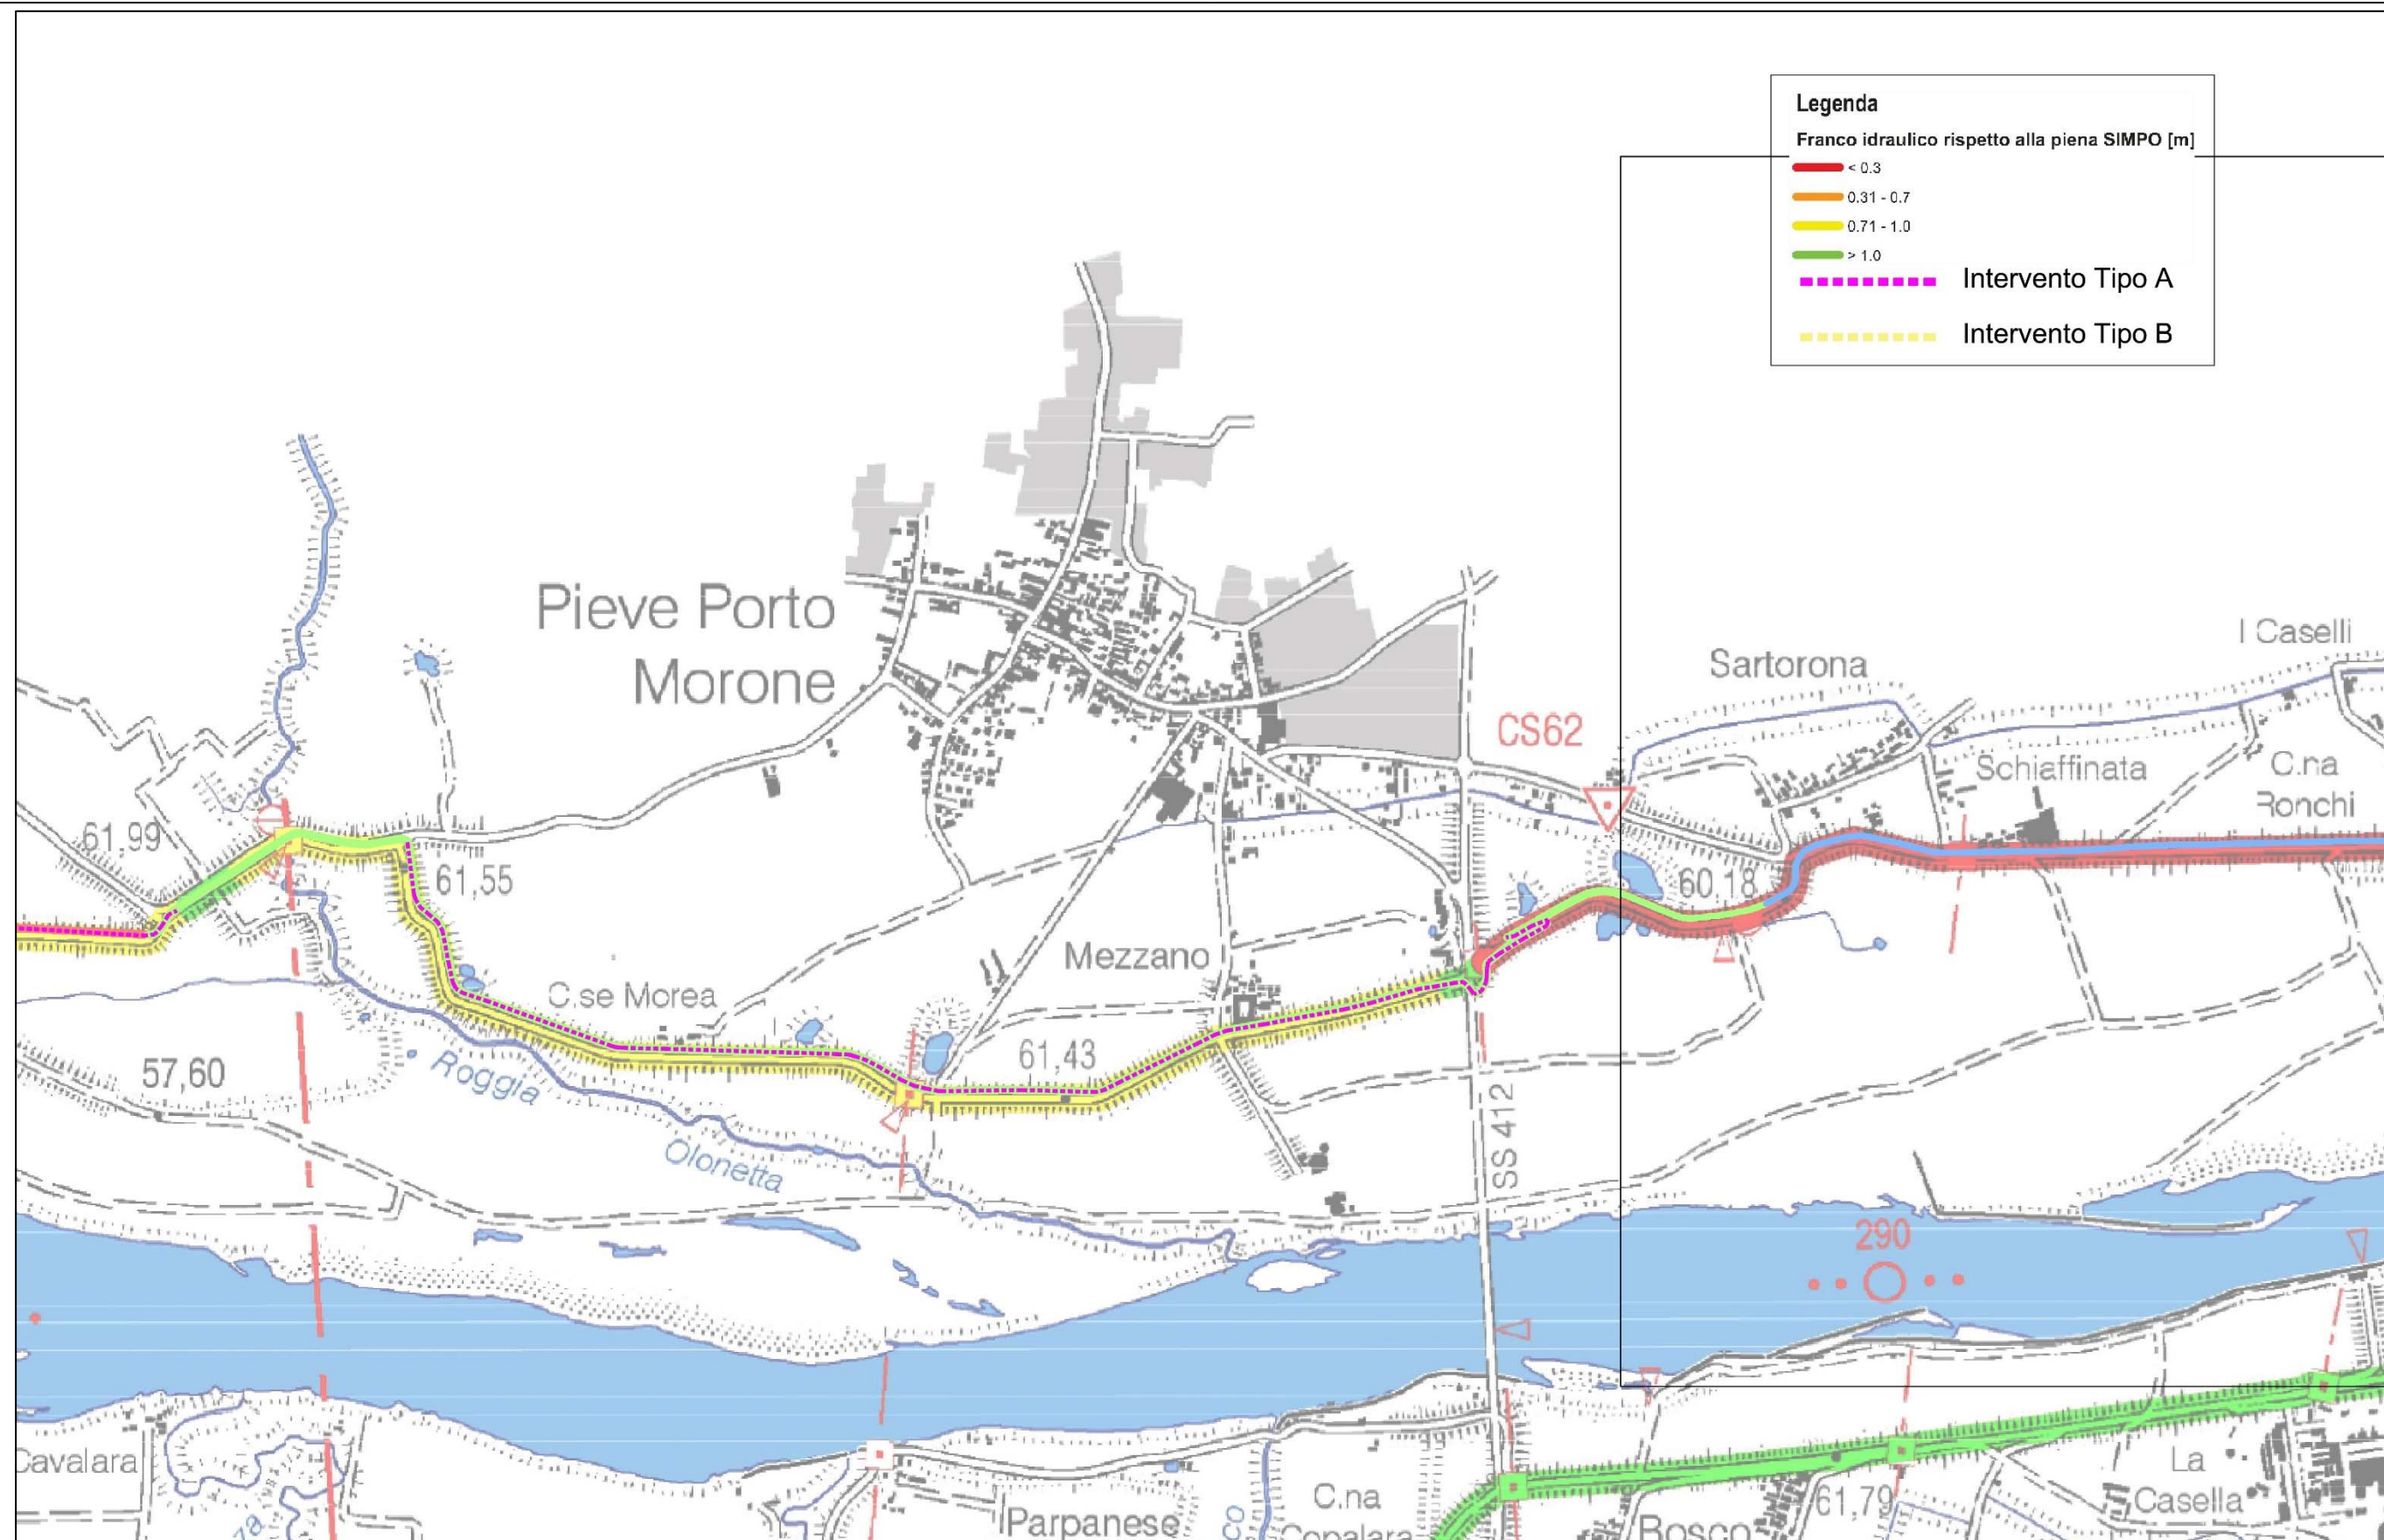 Legenda
Franco idraulico rispetto alla piena SIMPO [m]
< 0.3
0.31 - 0.7
0.71 - 1.0
> 1.0
Intervento Tipo A
Intervento Tipo B
Pieve Porto
Morone
I Caselli
Sartorona
CS62
Schiaffinata
C.na
Ronchi
61.99
61,55
60.18
Mezzano
C.se Morea
61,43
57,60
Roggia
Olonetta
SS 412
290
Cavalara
Parpanese
co
C.na
Copalara
Bosco
61,79
La
Casella
za